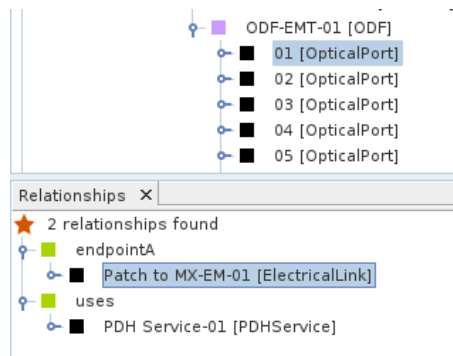 ODF-EMT-01 [ODF]
01 [OpticalPort]
02 [OpticalPort]
03 [OpticalPort]
04 [OpticalPort]
05 [OpticalPort]
Relationships X
2 relationships found
endpointA
Patch to MX-EM-01 [ElectricalLink]
uses
PDH Service-01 [PDHService]